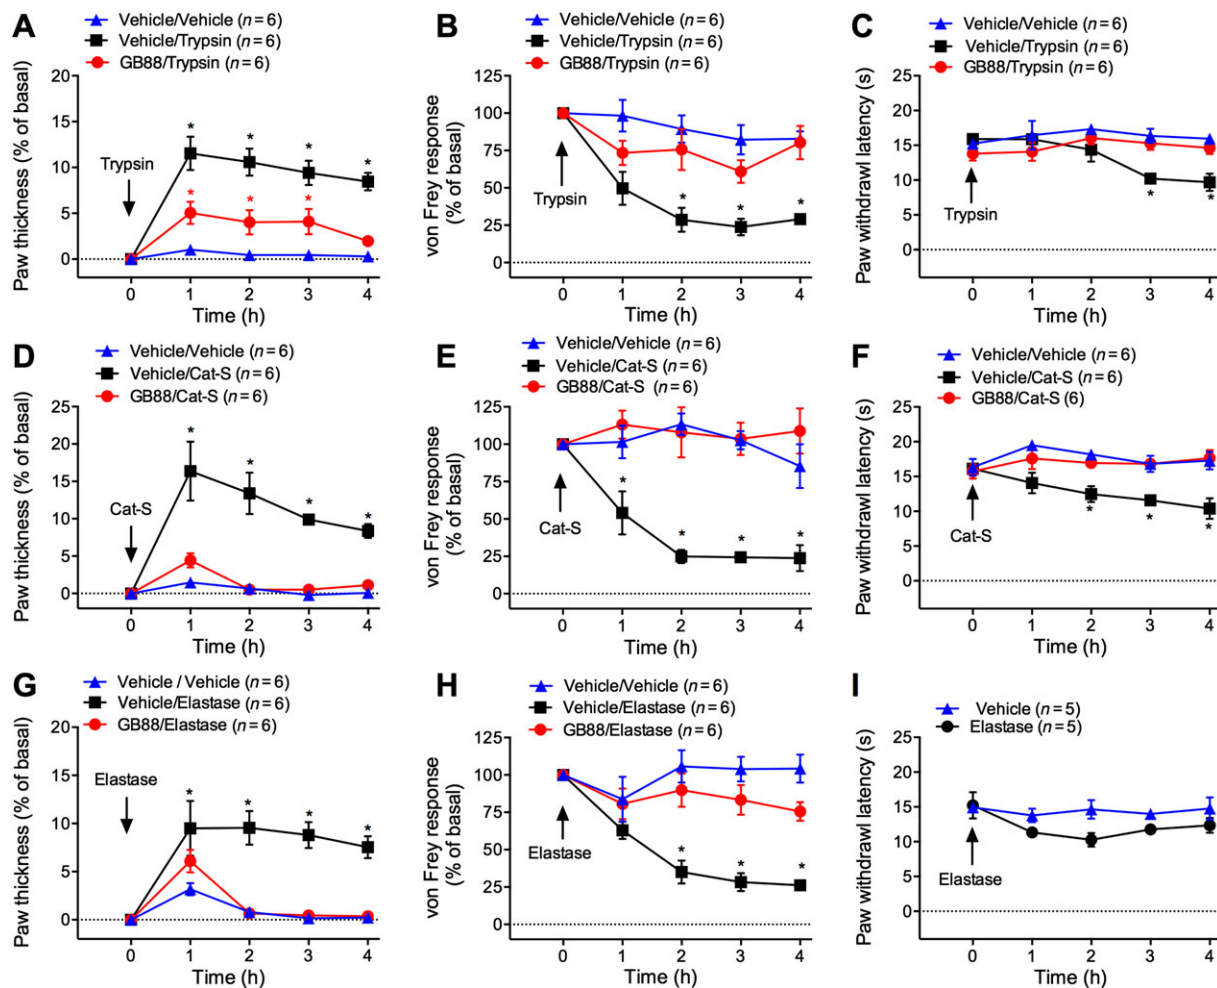 A
Vehicle/Vehicle (n=6)
Vehicle/Trypsin (n=6)
GB88/Trypsin (n=6)
Paw thickness (% of basal)
20
15
10
5
0
Trypsin
* * * *
* * *
0 1 2 3 4
Time (h)
B
Vehicle/Vehicle (n=6)
Vehicle/Trypsin (n=6)
GB88/Trypsin (n=6)
von Frey response
(% of basal)
125
100
75
50
25
0
Trypsin
* * *
0 1 2 3 4
Time (h)
C
Vehicle/Vehicle (n=6)
Vehicle/Trypsin (n=6)
GB88/Trypsin (n=6)
Paw withdrawl latency (s)
25
20
15
10
5
0
Trypsin
* *
0 1 2 3 4
Time (h)
D
Vehicle/Vehicle (n=6)
Vehicle/Cat-S (n=6)
GB88/Cat-S (n=6)
Paw thickness (% of basal)
25
20
15
10
5
0
Cat-S
* * * *
0 1 2 3 4
Time (h)
E
Vehicle/Vehicle (n=6)
Vehicle/Cat-S (n=6)
GB88/Cat-S (n=6)
von Frey response
(% of basal)
125
100
75
50
25
0
Cat-S
* * * *
0 1 2 3 4
Time (h)
F
Vehicle/Vehicle (n=6)
Vehicle/Cat-S (n=6)
GB88/Cat-S (6)
Paw withdrawl latency (s)
25
20
15
10
5
0
Cat-S
* * *
0 1 2 3 4
Time (h)
G
Vehicle / Vehicle (n=6)
Vehicle/Elastase (n=6)
GB88/Elastase (n=6)
Paw thickness (% of basal)
20
15
10
5
0
Elastase
* * * *
0 1 2 3 4
Time (h)
H
Vehicle/Vehicle (n=6)
Vehicle/Elastase (n=6)
GB88/Elastase (n=6)
von Frey response
(% of basal)
125
100
75
50
25
0
Elastase
* * *
0 1 2 3 4
Time (h)
I
Vehicle (n=5)
Elastase (n=5)
Paw withdrawl latency (s)
25
20
15
10
5
0
Elastase
0 1 2 3 4
Time (h)